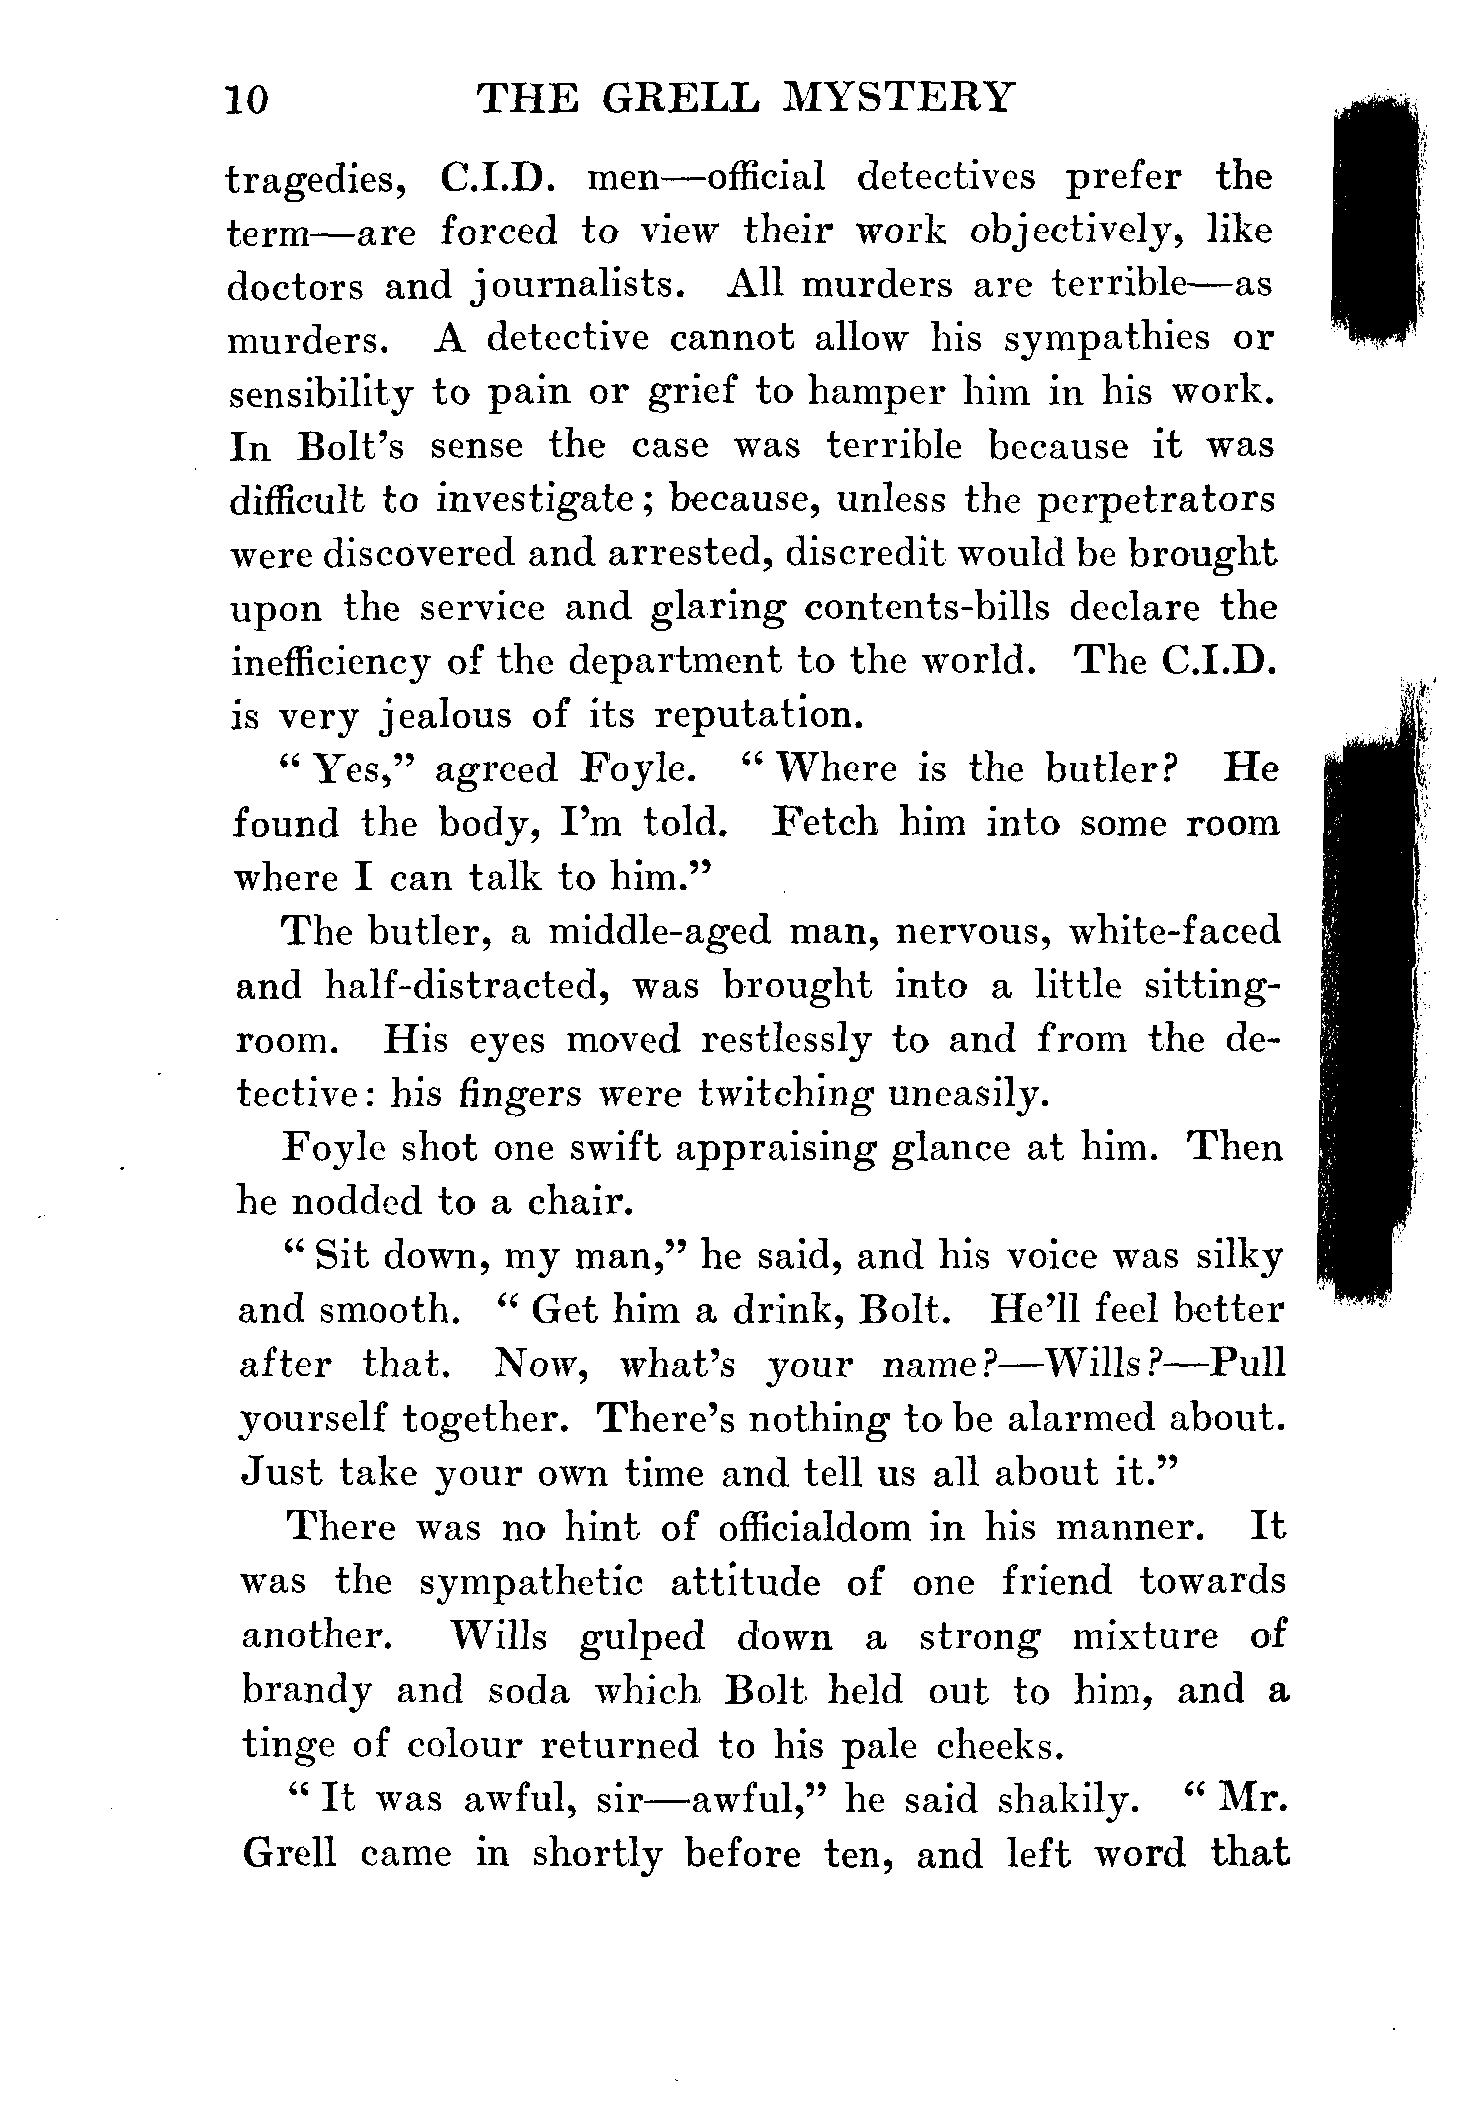 10 THE GRELL MYSTERY
tragedies, C.I.D. men—official detectives prefer the
term—are forced to view their work objectively, like
doctors and journalists. All murders are terrible—as
murders. A detective cannot allow his sympathies or
sensibility to pain or grief to hamper him in his work.
In Bolt's sense the case was terrible because it was
difficult to investigate; because, unless the perpetrators
were discovered and arrested, discredit would be brought
upon the service and glaring contents-bills declare the
inefficiency of the department to the world. The C.I.D.
is very jealous of its reputation.
“Yes,” agreed Foyle. “Where is the butler? He
found the body, I'm told. Fetch him into some room
where I can talk to him.”
The butler, a middle-aged man, nervous, white-faced
and half-distracted, was brought into a little sitting-
room. His eyes moved restlessly to and from the de-
tective: his fingers were twitching uneasily.
Foyle shot one swift appraising glance at him. Then
he nodded to a chair.
“Sit down, my man,” he said, and his voice was silky
and smooth. “Get him a drink, Bolt. He'll feel better
after that. Now, what's your name?—Wills?—Pull
yourself together. There's nothing to be alarmed about.
Just take your own time and tell us all about it.”
There was no hint of officialdom in his manner. It
was the sympathetic attitude of one friend towards
another. Wills gulped down a strong mixture of
brandy and soda which Bolt held out to him, and a
tinge of colour returned to his pale cheeks.
“It was awful, sir—awful,” he said shakily. “Mr.
Grell came in shortly before ten, and left word that